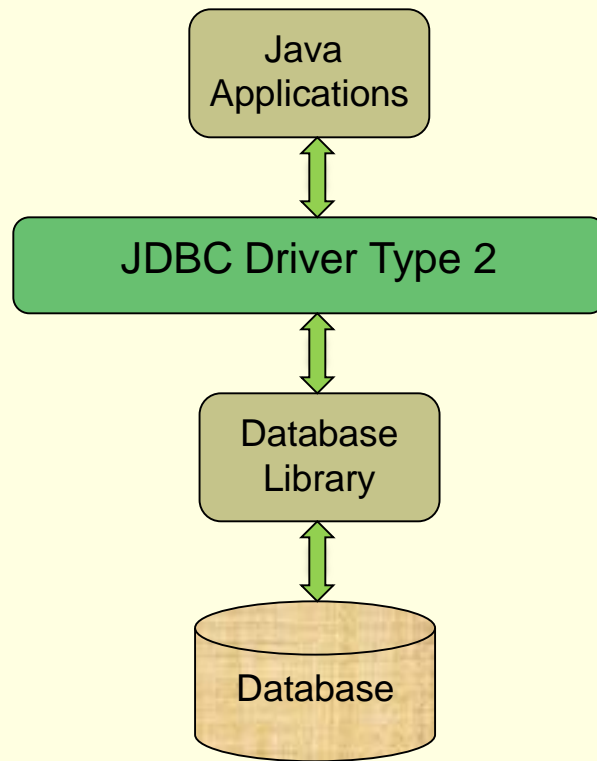 Java
Applications
JDBC Driver Type 2
Database
Library
Database